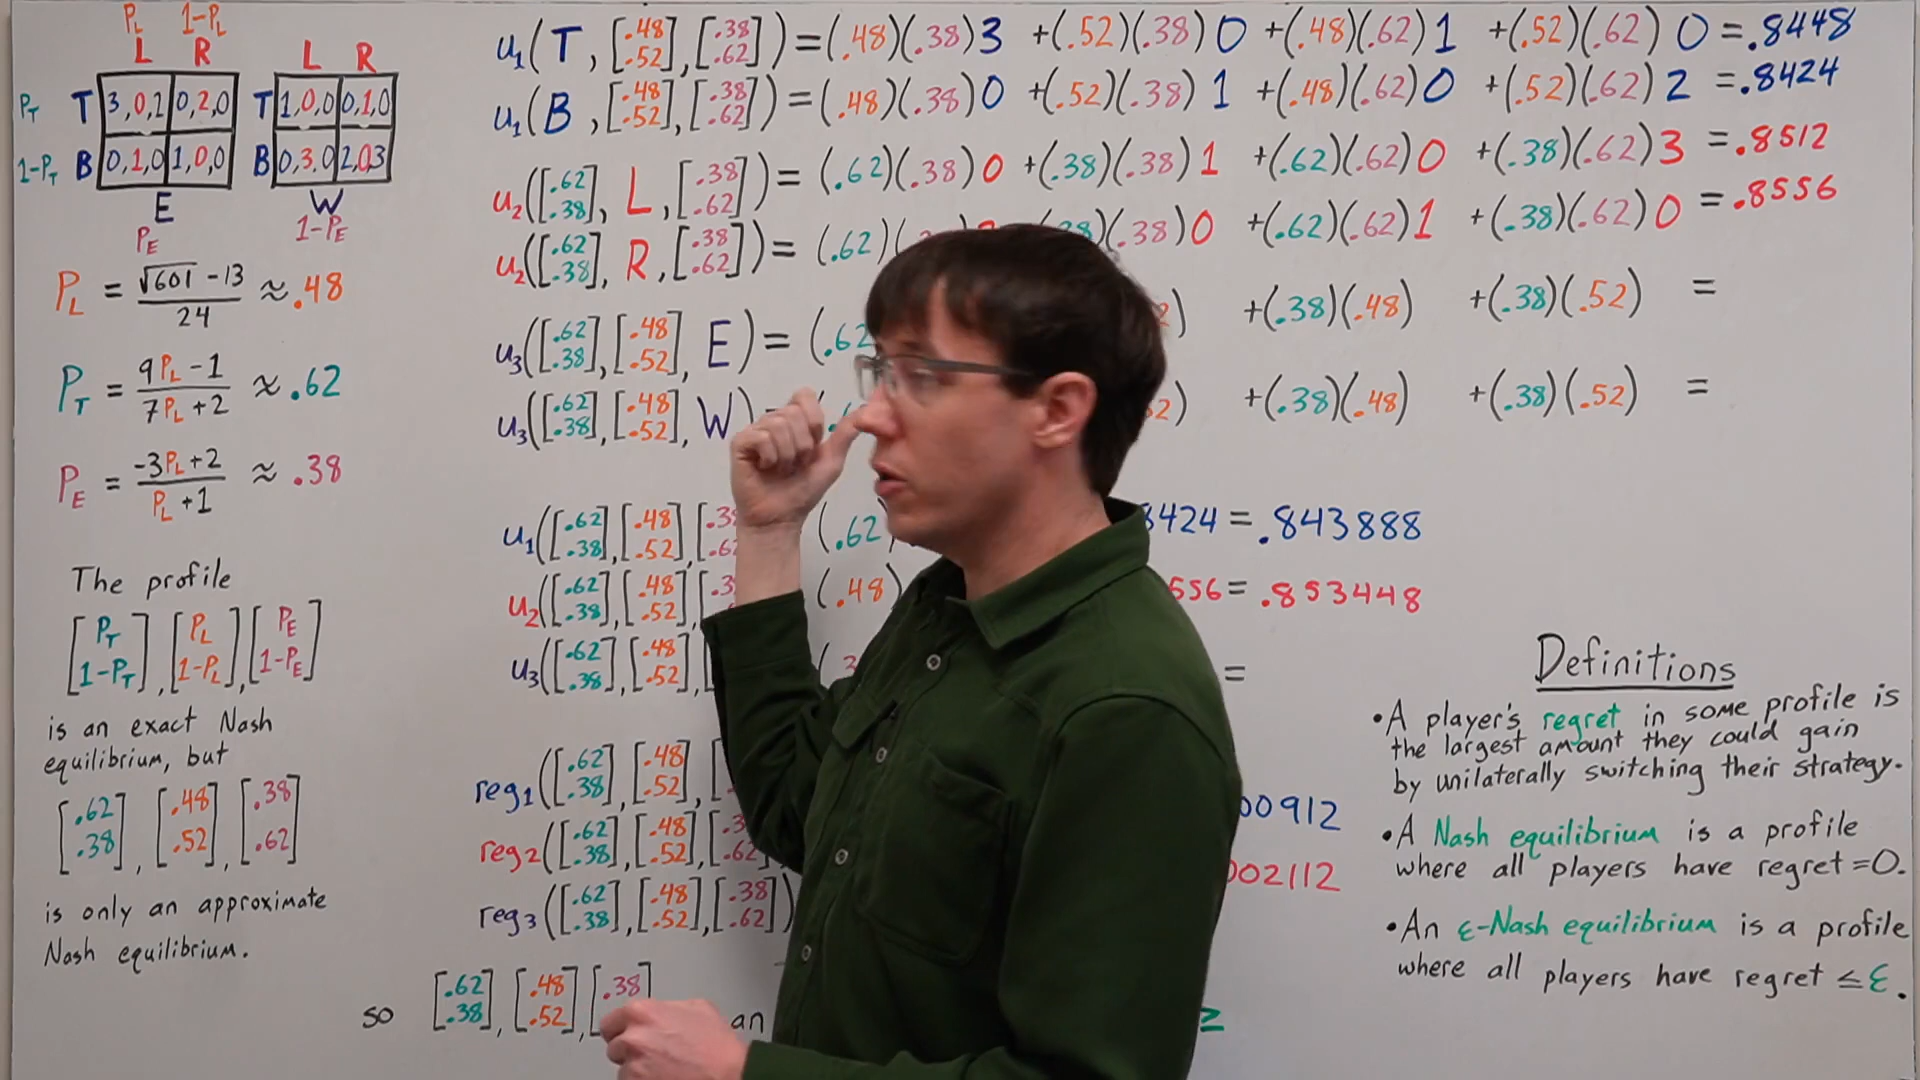 P_L 1-P_L
L R L R
P_T T 3,0,2 0,2,0 T 1,0,0 0,1,0
1-P_T B 0,1,0 1,0,0 B 0,3,0 2,0,3
E W
P_E 1-P_E
P_L = √601 - 13 / 24 ≈ .48
P_T = 9P_L - 1 / 7P_L + 2 ≈ .62
P_E = -3P_L + 2 / P_L + 1 ≈ .38
The profile
[P_T 1-P_T], [P_L 1-P_L], [P_E 1-P_E]
is an exact Nash
equilibrium, but
[.62 .38], [.48 .52], [.38 .62]
is only an approximate
Nash equilibrium.
u₁(T, [.48 .52], [.38 .62]) = (.48)(.38)3 +(.52)(.38)0 +(.48)(.62)1 +(.52)(.62)0 = .8448
u₁(B, [.48 .52], [.38 .62]) = (.48)(.38)0 +(.52)(.38)1 +(.48)(.62)0 +(.52)(.62)2 = .8424
u₂([.62 .38], L, [.38 .62]) = (.62)(.38)0 +(.38)(.38)1 +(.62)(.62)0 +(.38)(.62)3 = .8512
u₂([.62 .38], R, [.38 .62]) = (.62)( )(.38)0 +(.62)(.62)1 +(.38)(.62)0 = .8556
u₃([.62 .38], [.48 .52], E) = (.62 ) +(.38)(.48) +(.38)(.52) =
u₃([.62 .38], [.48 .52], W) ) +(.38)(.48) +(.38)(.52) =
u₁([.62 .38], [.48 .52], (.62) 8424 = .843888
u₂([.62 .38], [.48 .52], (.48) 556 = .853448
u₃([.62 .38], [.48 .52], =
reg₁([.62 .38], [.48 .52], 00912
reg₂([.62 .38], [.48 .52], 002112
reg₃([.62 .38], [.48 .52], [.38 .62])
so [.62 .38], [.48 .52], [.38 an
Definitions
• A player's regret in some profile is
the largest amount they could gain
by unilaterally switching their strategy.
• A Nash equilibrium is a profile
where all players have regret = 0.
• An ε-Nash equilibrium is a profile
where all players have regret ≤ ε.